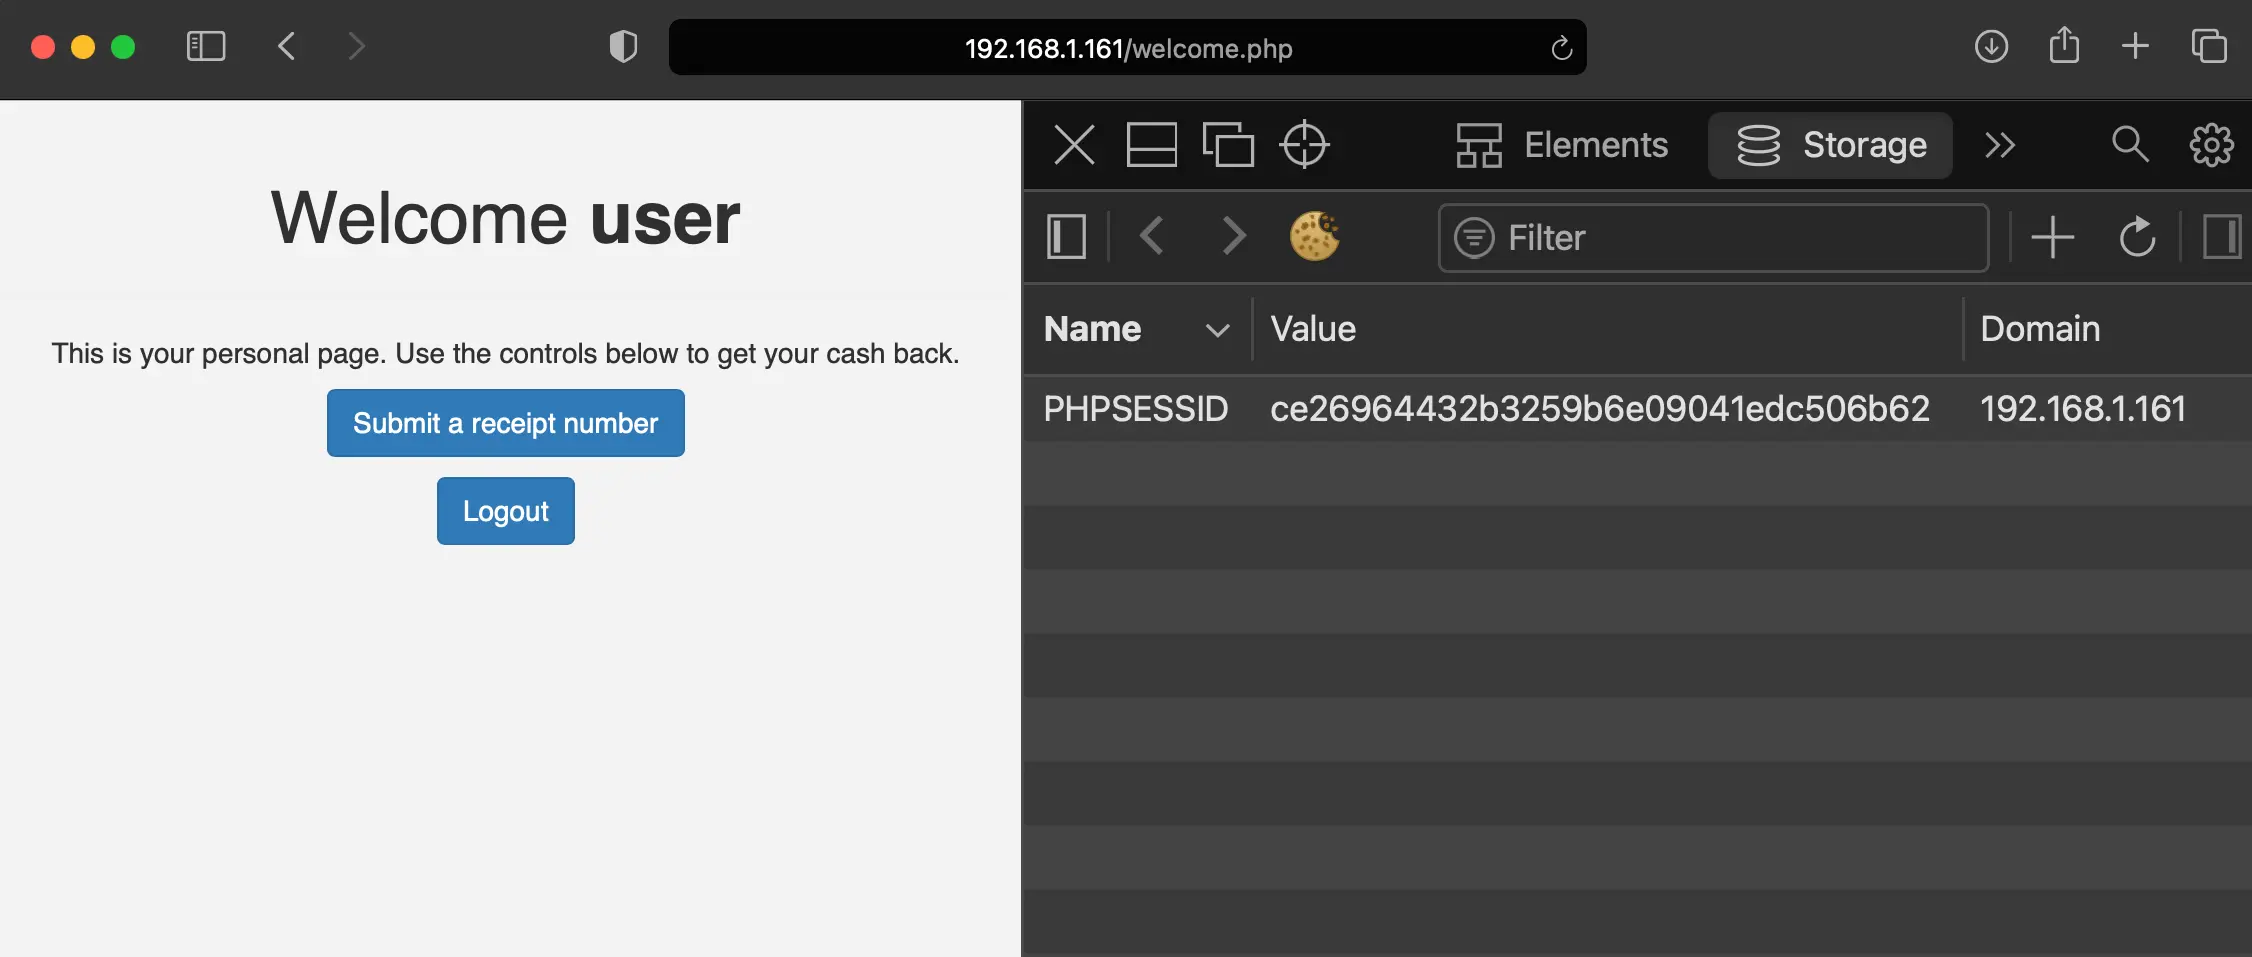 192.168.1.161/welcome.php
Welcome user
This is your personal page. Use the controls below to get your cash back.
Submit a receipt number
Logout
Elements
Storage
Filter
Name Value Domain
PHPSESSID ce26964432b3259b6e09041edc506b62 192.168.1.161